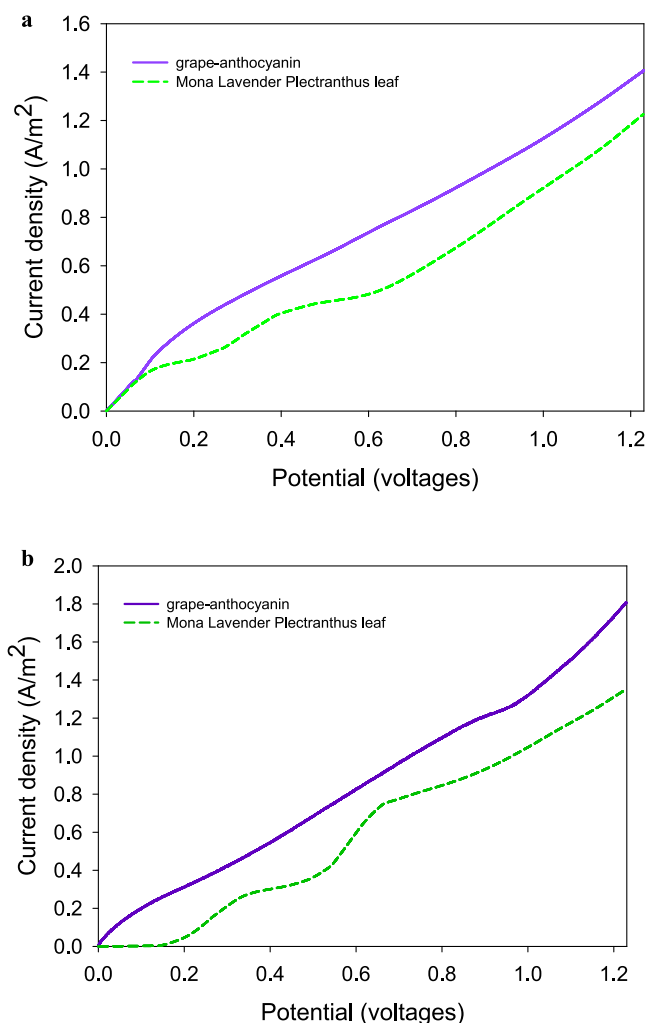 a
1.6
1.4
1.2
1.0
0.8
0.6
0.4
0.2
0.0
Current density (A/m²)
grape-anthocyanin
Mona Lavender Plectranthus leaf
0.0 0.2 0.4 0.6 0.8 1.0 1.2
Potential (voltages)
b
2.0
1.8
1.6
1.4
1.2
1.0
0.8
0.6
0.4
0.2
0.0
Current density (A/m²)
grape-anthocyanin
Mona Lavender Plectranthus leaf
0.0 0.2 0.4 0.6 0.8 1.0 1.2
Potential (voltages)